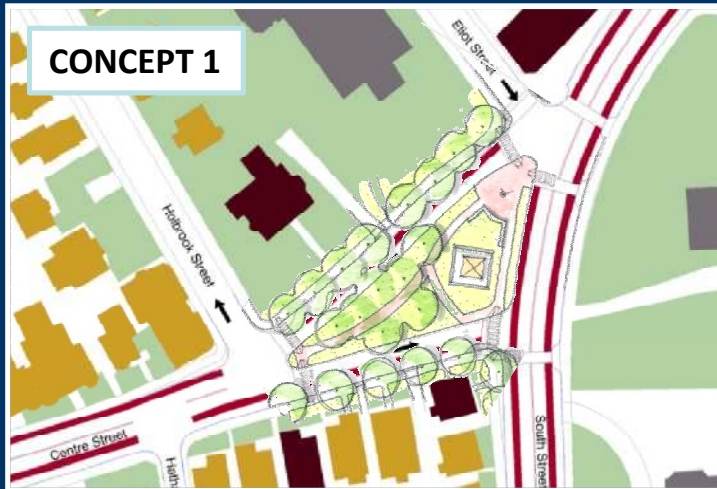 CONCEPT 1
Eliot Street
Holbrook Street
Centre Street
South Street